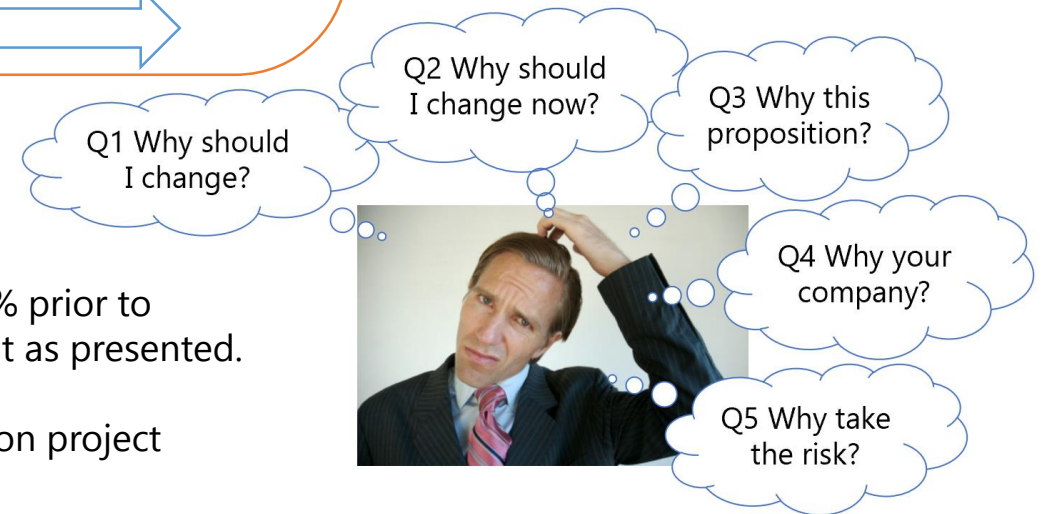 Q1 Why should
I change?
Q2 Why should
I change now?
Q3 Why this
proposition?
Q4 Why your
company?
Q5 Why take
the risk?
% prior to
t as presented.
on project